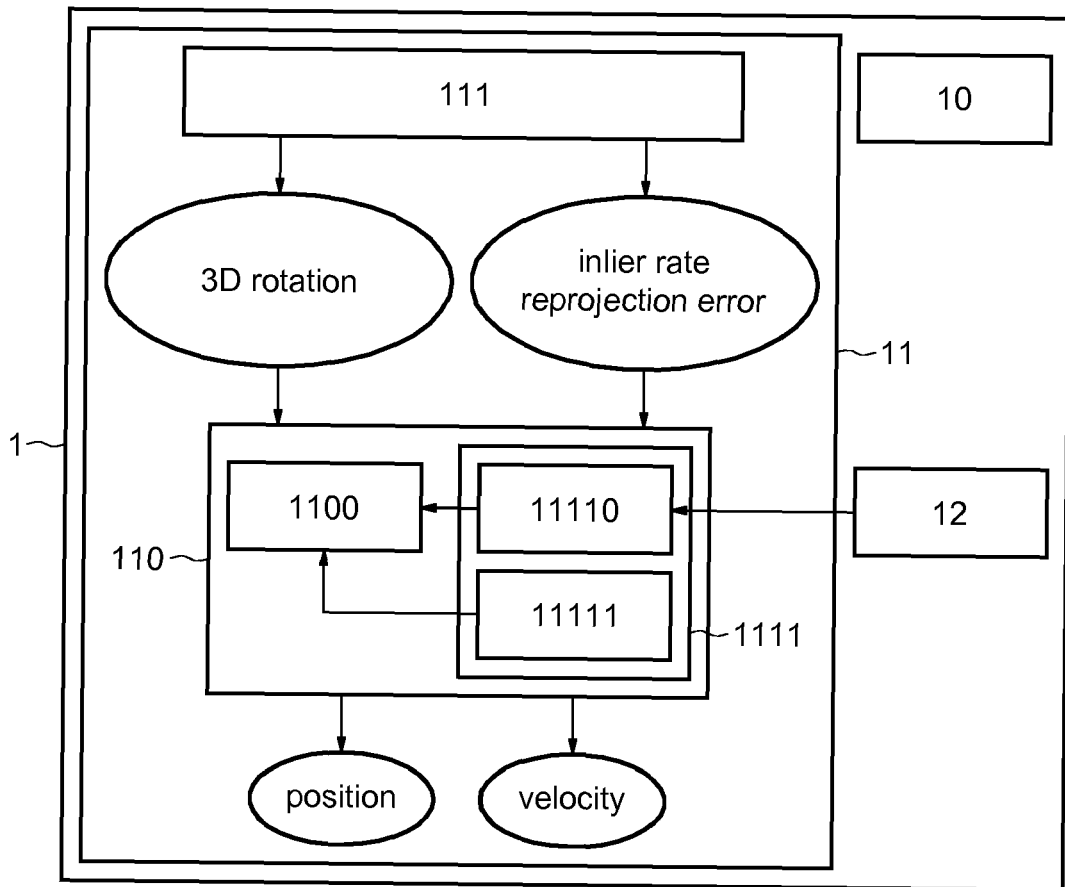 111
10
3D rotation
inlier rate
reprojection error
11
1
1100
11110
12
110
11111
1111
position
velocity